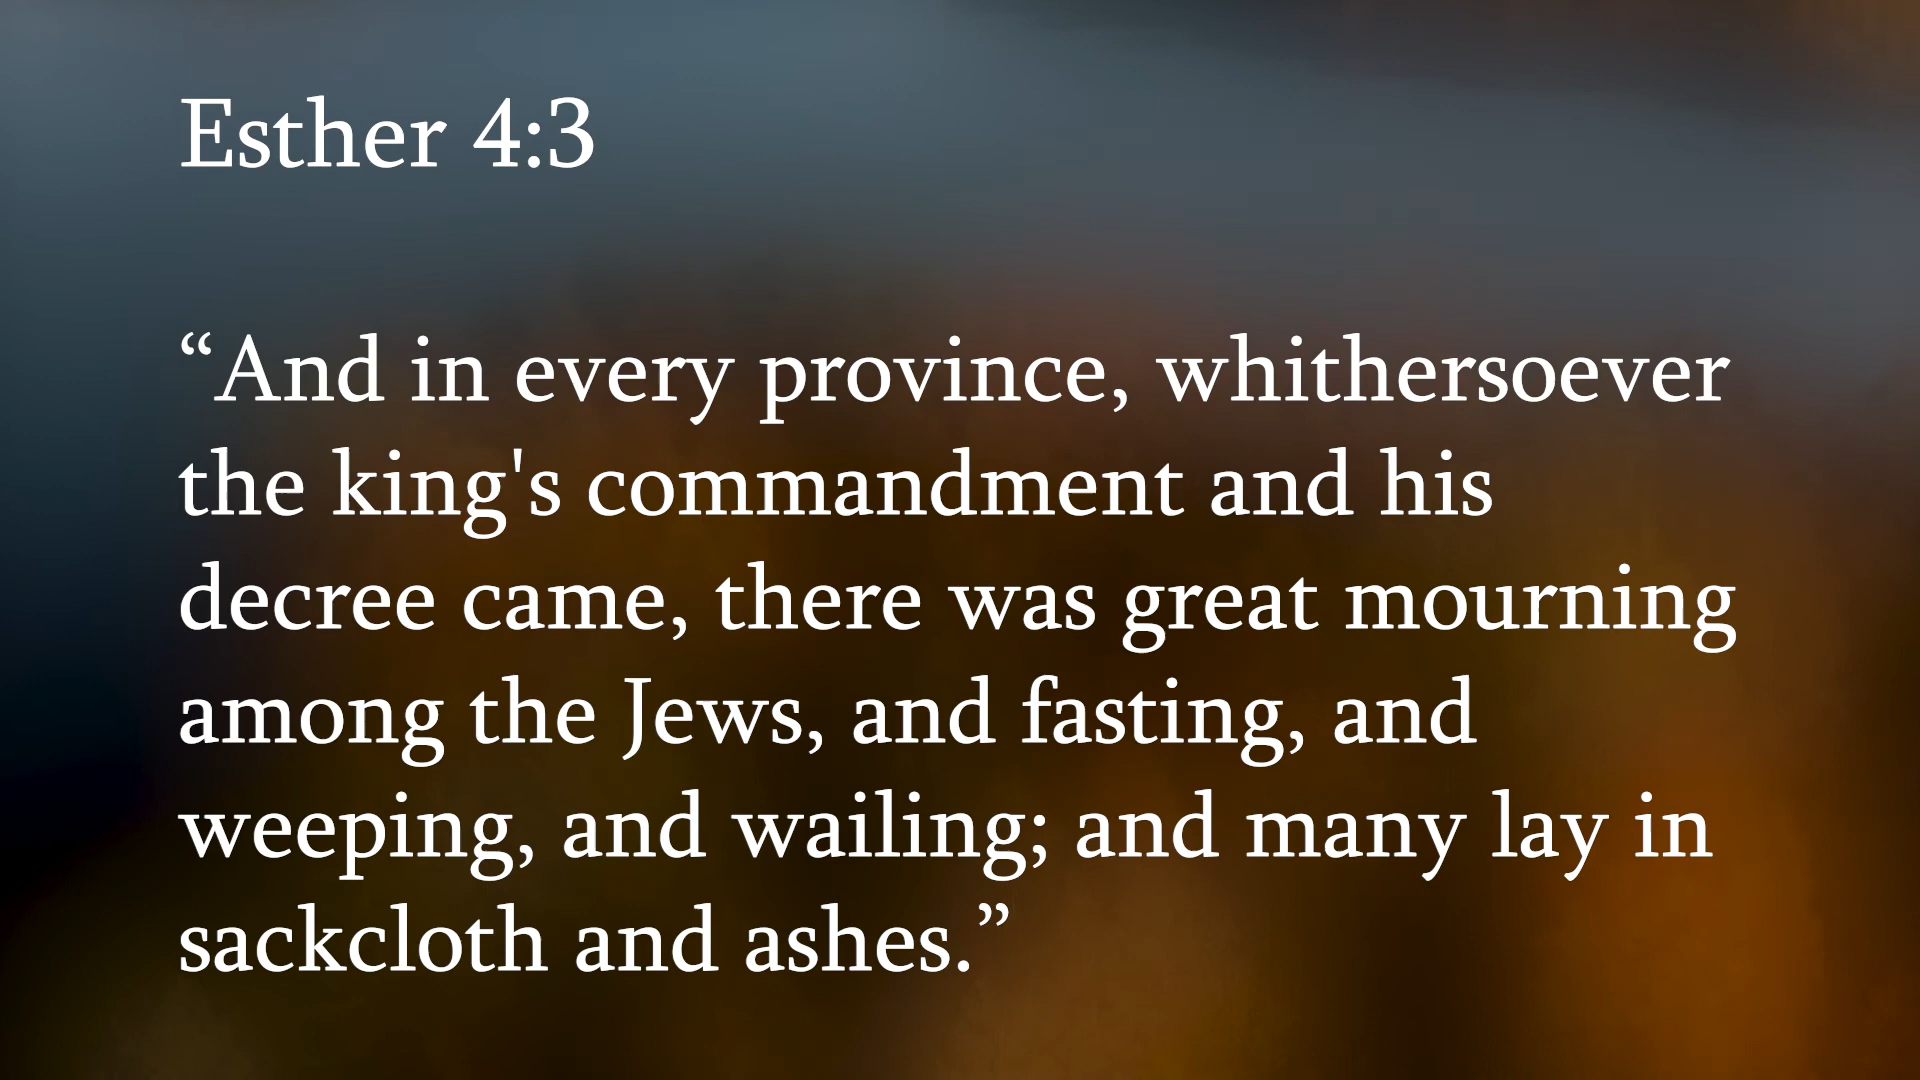 Esther 4:3
“And in every province, whithersoever
the king's commandment and his
decree came, there was great mourning
among the Jews, and fasting, and
weeping, and wailing; and many lay in
sackcloth and ashes.”